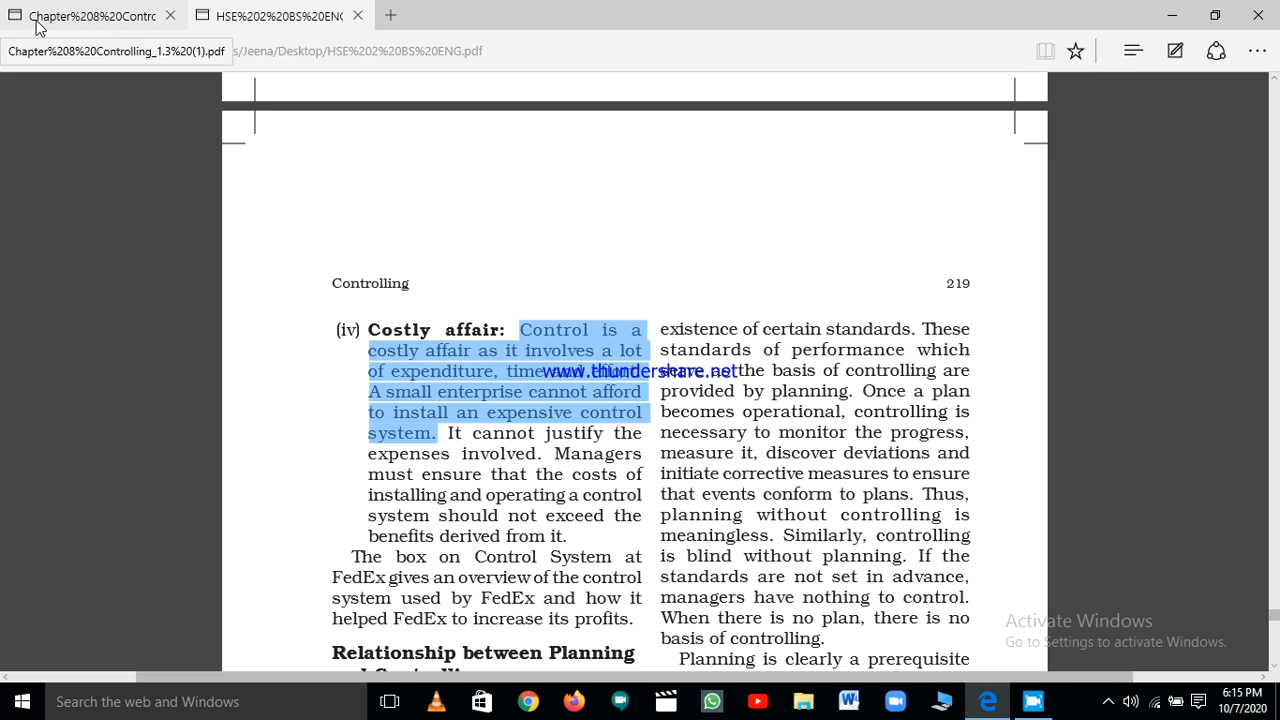 Chapter%208%20Contrc
HSE%202%20BS%20ENG
Chapter%208%20Controlling_1.3%20(1).pdf
s/Jeena/Desktop/HSE%202%20BS%20ENG.pdf
Controlling
219
(iv) Costly affair: Control is a
costly affair as it involves a lot
of expenditure, time and effort.
A small enterprise cannot afford
to install an expensive control
system. It cannot justify the
expenses involved. Managers
must ensure that the costs of
installing and operating a control
system should not exceed the
benefits derived from it.
The box on Control System at
FedEx gives an overview of the control
system used by FedEx and how it
helped FedEx to increase its profits.
Relationship between Planning
existence of certain standards. These
standards of performance which
the basis of controlling are
provided by planning. Once a plan
becomes operational, controlling is
necessary to monitor the progress,
measure it, discover deviations and
initiate corrective measures to ensure
that events conform to plans. Thus,
planning without controlling is
meaningless. Similarly, controlling
is blind without planning. If the
standards are not set in advance,
managers have nothing to control.
When there is no plan, there is no
basis of controlling.
Planning is clearly a prerequisite
www.thundershare.net
Activate Windows
Go to Settings to activate Windows.
Search the web and Windows
6:15 PM
10/7/2020